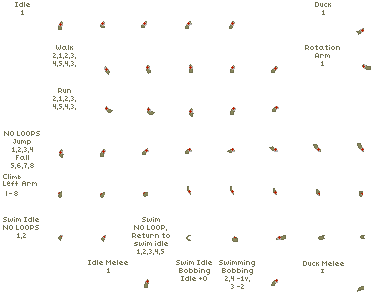 Idle
1
Duck
1
Walk
2,1,2,3,
4,5,4,3,
Rotation
Arm
1
Run
2,1,2,3,
4,5,4,3,
NO LOOPS
Jump
1,2,3,4
Fall
5,6,7,8
Climb
Left Arm
1-8
Swim Idle
NO LOOPS
1,2
Swim
NO LOOP,
Return to
swim idle
1,2,3,4,5
Idle Melee
1
Swim Idle
Bobbing
Idle +0
Swimming
Bobbing
2,4 -1v,
3 -2
Duck Melee
1